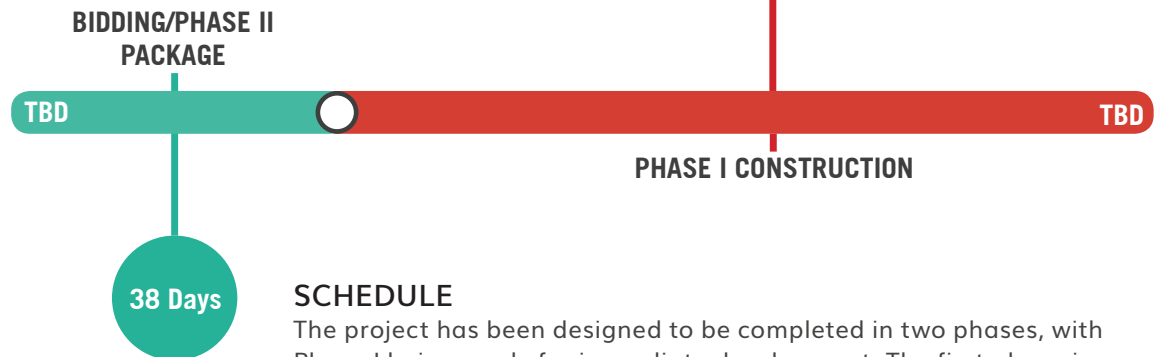 BIDDING/PHASE II
PACKAGE
TBD
TBD
PHASE I CONSTRUCTION
38 Days
SCHEDULE
The project has been designed to be completed in two phases, with